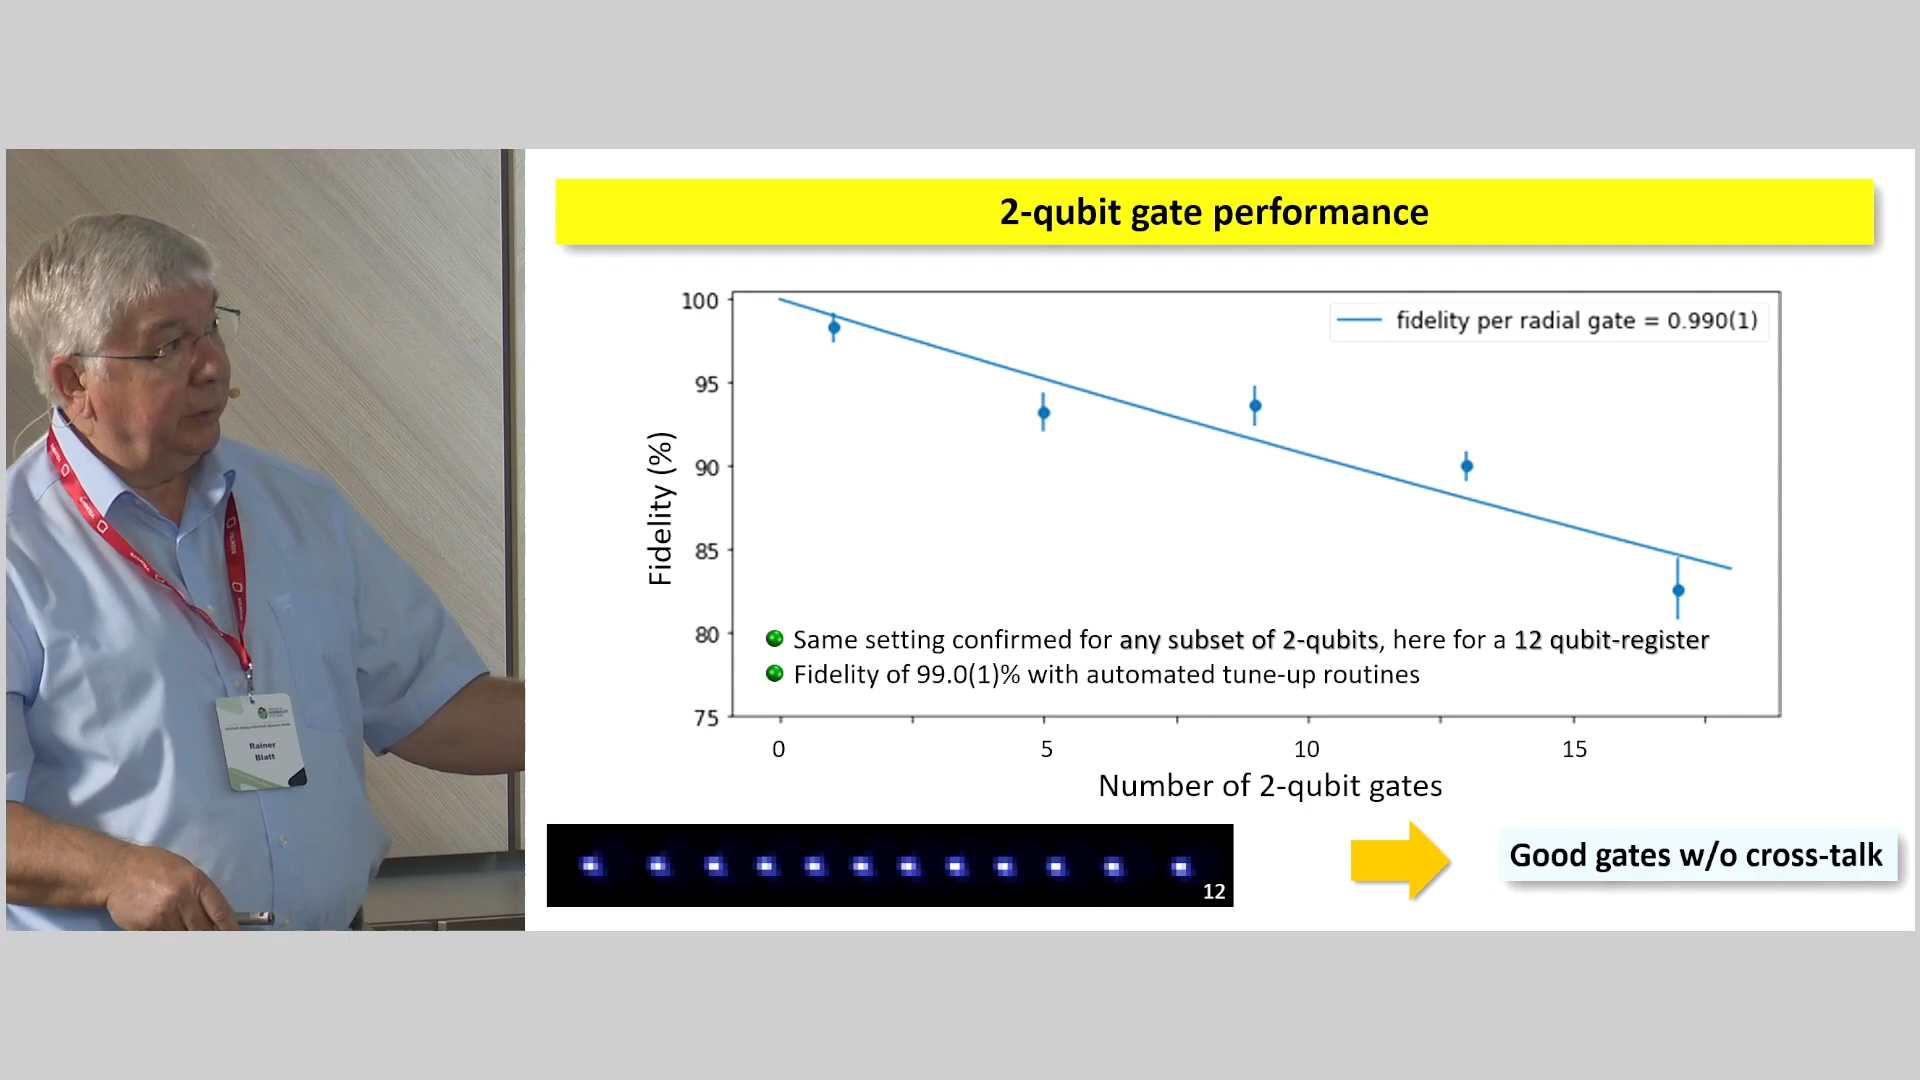 2-qubit gate performance
100
95
90
85
80
75
Fidelity (%)
fidelity per radial gate = 0.990(1)
Same setting confirmed for any subset of 2-qubits, here for a 12 qubit-register
Fidelity of 99.0(1)% with automated tune-up routines
0
5
10
15
Number of 2-qubit gates
12
Good gates w/o cross-talk
Rainer
Blatt